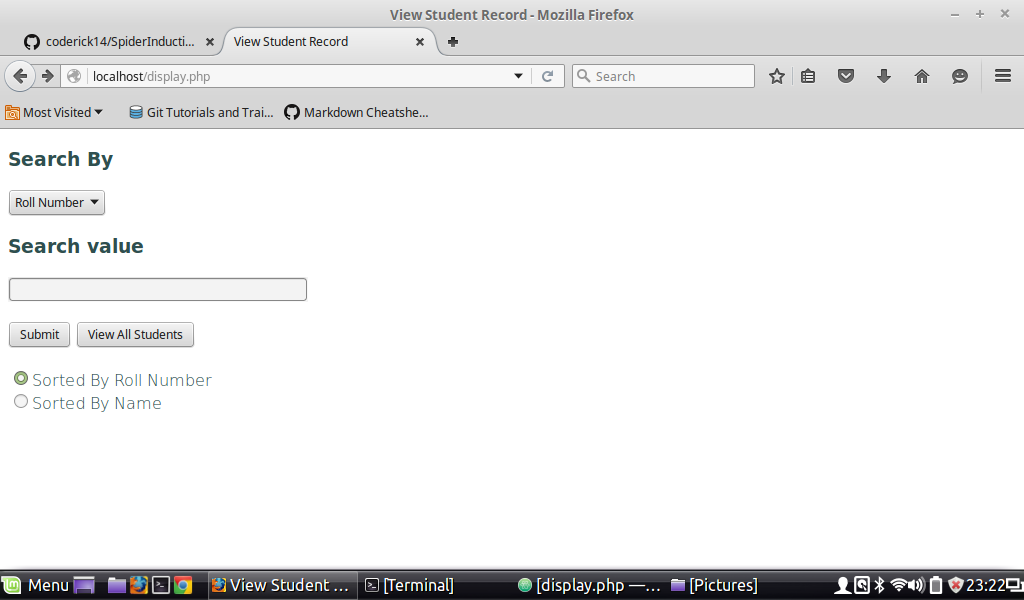 View Student Record - Mozilla Firefox
coderick14/SpiderInducti...
View Student Record
localhost/display.php
Search
Most Visited
Git Tutorials and Trai...
Markdown Cheatshe...
Search By
Roll Number
Search value
Submit
View All Students
Sorted By Roll Number
Sorted By Name
Menu
View Student ...
[Terminal]
[display.php —...
[Pictures]
23:22